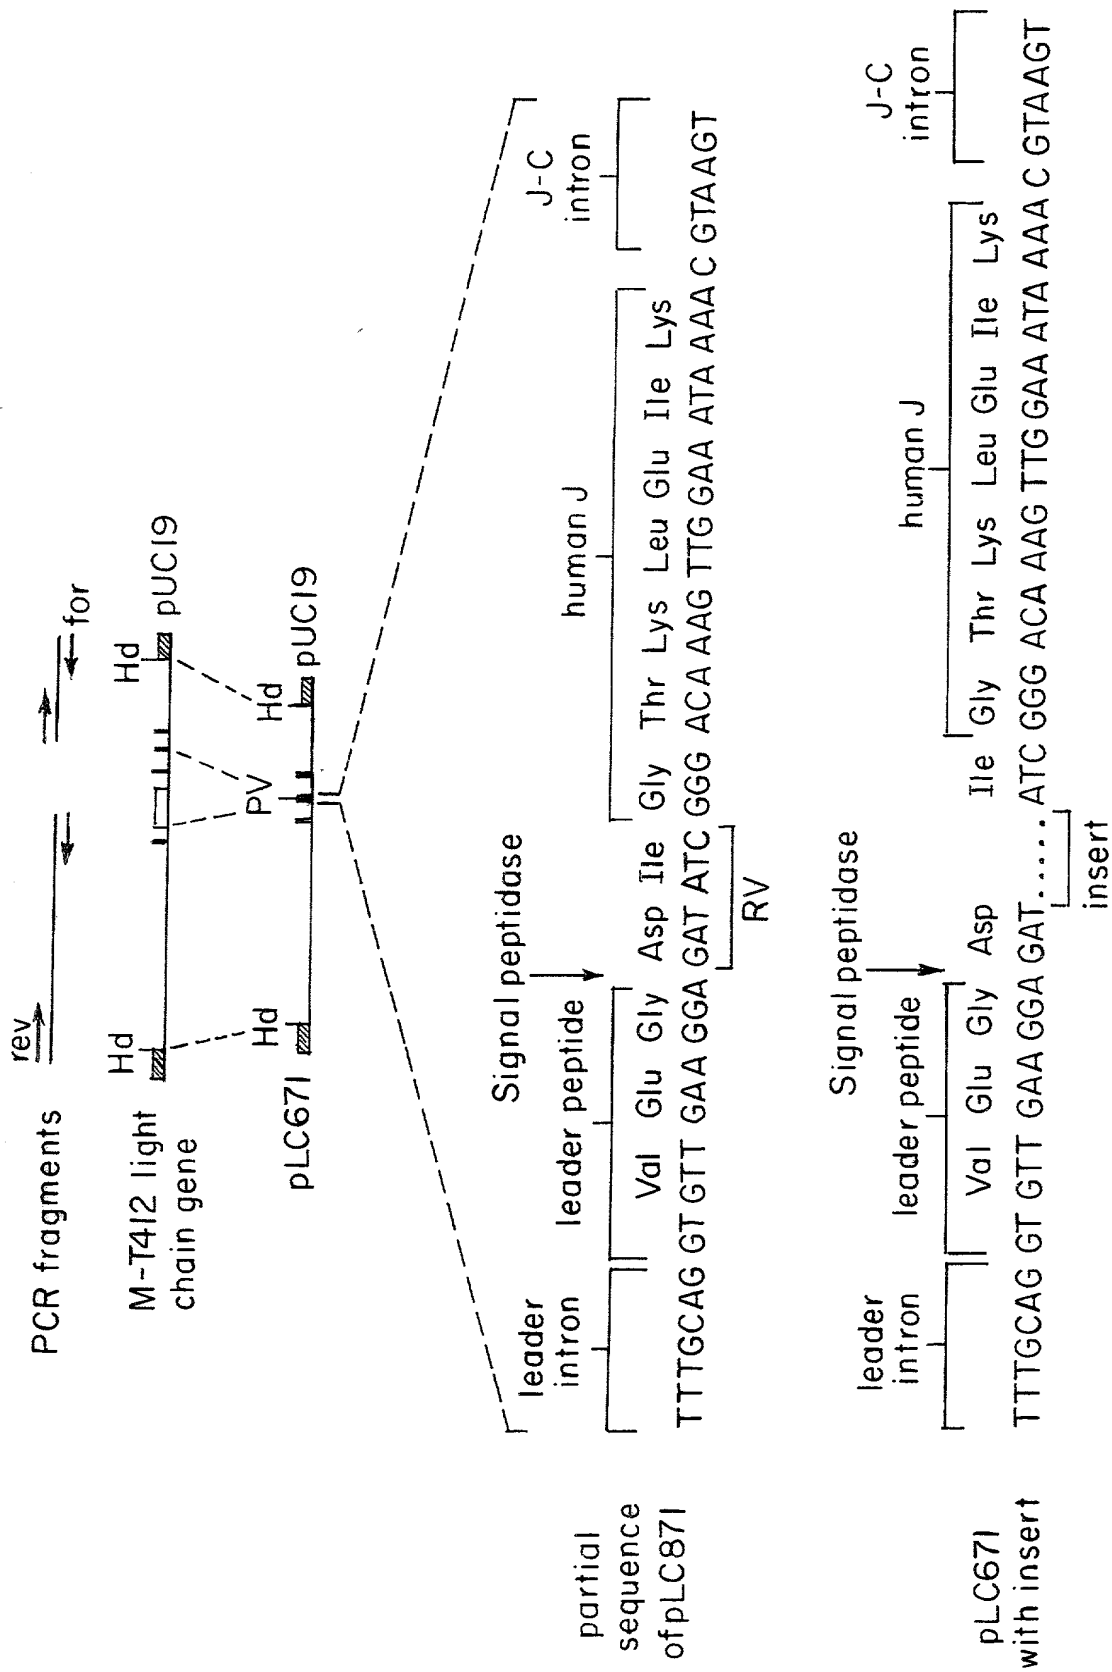 PCR fragments
rev
for
M-T412 light
chain gene
Hd
Hd
pUC19
pLC671
Hd
PV
Hd
pUC19
partial
sequence
ofpLC871
leader
intron
leader peptide
Signal peptidase
human J
J-C
intron
Val Glu Gly Asp Ile Gly Thr Lys Leu Glu Ile Lys
TTTGCAG GT GTT GAA GGA GAT ATC GGG ACA AAG TTG GAA ATA AAA C GTAAGT
RV
pLC671
with insert
leader
intron
leader peptide
Signal peptidase
human J
J-C
intron
Val Glu Gly Asp Ile Gly Thr Lys Leu Glu Ile Lys
TTTGCAG GT GTT GAA GGA GAT.....ATC GGG ACA AAG TTG GAA ATA AAA C GTAAGT
insert